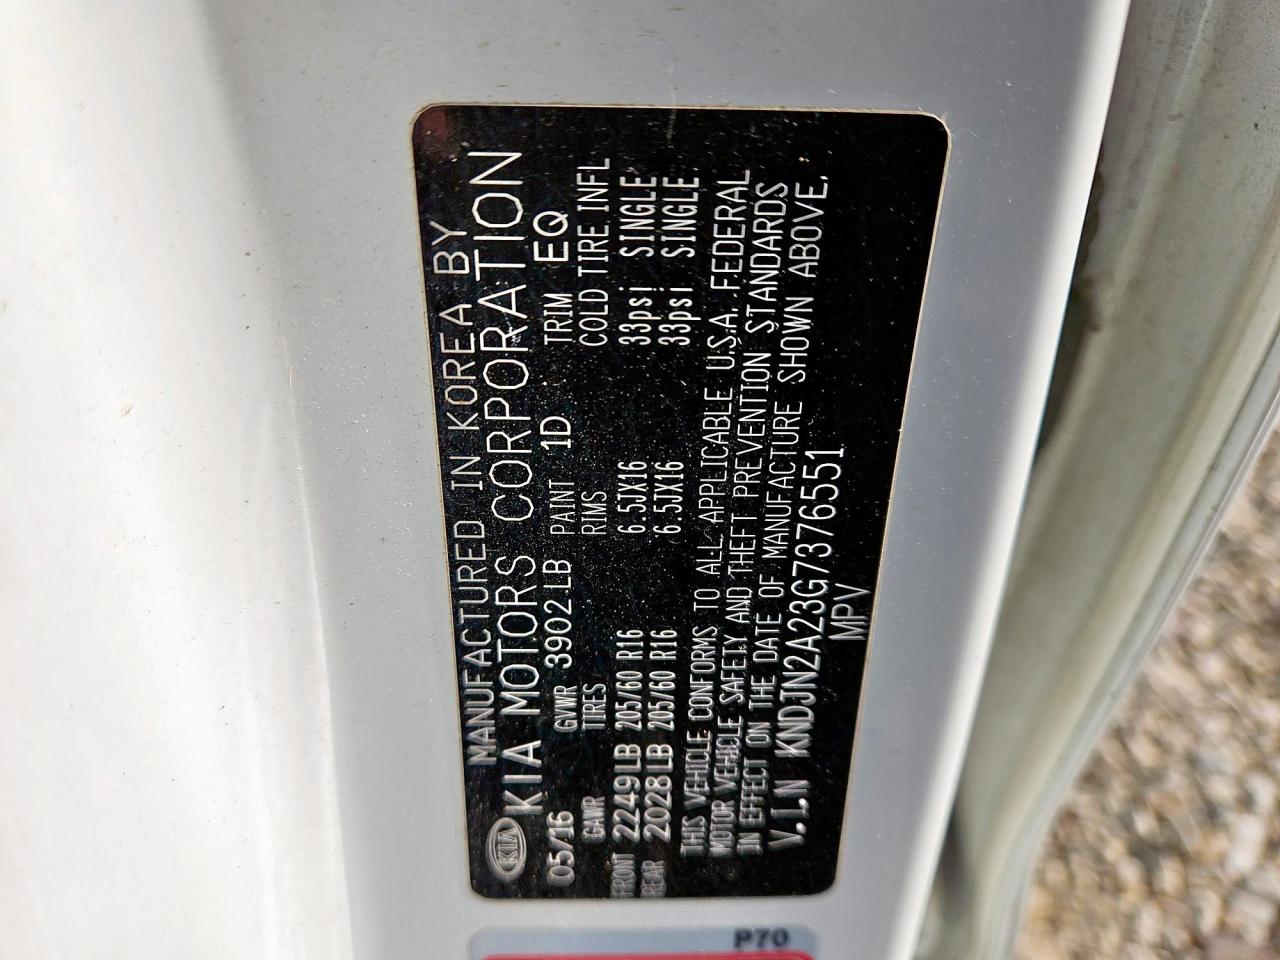 MANUFACTURED IN KOREA BY
KIA KIA MOTORS CORPORATION
05/16 GVWR 3902LB PAINT 1D TRIM EQ
GAWR TIRES RIMS COLD TIRE INFL
FRONT 2249LB 205/60 R16 6.5JX16 33psi SINGLE
REAR 2028LB 205/60 R16 6.5JX16 33psi SINGLE
THIS VEHICLE CONFORMS TO ALL APPLICABLE U.S.A. FEDERAL
MOTOR VEHICLE SAFETY AND THEFT PREVENTION STANDARDS
IN EFFECT ON THE DATE OF MANUFACTURE SHOWN ABOVE.
V.I.N KNDJN2A23G7376551
MPV
P70